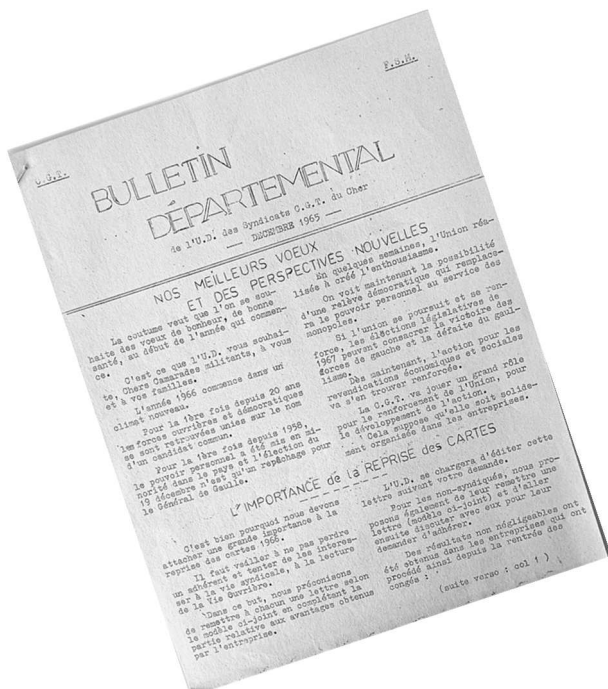 C.G.T.
F.S.M.
BULLETIN
DÉPARTEMENTAL
de l'U.D. des Syndicats C.G.T. du Cher
— DECEMBRE 1965 —
NOS MEILLEURS VOEUX
ET DES PERSPECTIVES NOUVELLES
La coutume veut que l'on se sou-
haite des voeux de bonheur, de bonne
santé, au début de l'année qui commen-
ce.
C'est ce que l'U.D. vous souhai-
te, Chers Camarades militants, à vous
et à vos familles.
L'année 1966 commence dans un
climat nouveau.
Pour la 1ère fois depuis 20 ans
les forces ouvrières et démocratiques
se sont retrouvées unies sur le nom
d'un candidat commun.
Pour la 1ère fois depuis 1958,
le pouvoir personnel a été mis en mi-
norité dans le pays et l'élection du
19 décembre n'est qu'un repêchage pour
le Général de Gaulle.
En quelques semaines, l'Union réa-
lisée a créé l'enthousiasme.
On voit maintenant la possibilité
d'une relève démocratique qui remplace-
ra le pouvoir personnel au service des
monopoles.
Si l'union se poursuit et se ren-
force, les élections législatives de
1967 peuvent consacrer la victoire des
forces de gauche et la défaite du gaul-
lisme.
Dès maintenant, l'action pour les
revendications économiques et sociales
va s'en trouver renforcée.
La C.G.T. va jouer un grand rôle
pour le renforcement de l'Union, pour
le développement de l'action.
Cela suppose qu'elle soit solide-
ment organisée dans les entreprises.
L'IMPORTANCE de la REPRISE des CARTES
C'est bien pourquoi nous devons
attacher une grande importance à la
reprise des cartes 1966.
Il faut veiller à ne pas perdre
un adhérent et tenter de les intéres-
ser à la vie syndicale, à la lecture
de la Vie Ouvrière.
Dans ce but, nous préconisons
de remettre à chacun une lettre selon
le modèle ci-joint en complétant la
partie relative aux avantages obtenus
par l'entreprise.
L'U.D. se chargera d'éditer cette
lettre suivant votre demande.
Pour les non-syndiqués, nous pro-
posons également de leur remettre une
lettre (modèle ci-joint) et d'aller
ensuite discuter avec eux pour leur
demander d'adhérer.
Des résultats non négligeables ont
été obtenus dans les entreprises qui ont
procédé ainsi depuis la rentrée des
congés :
(suite verso : col 1)